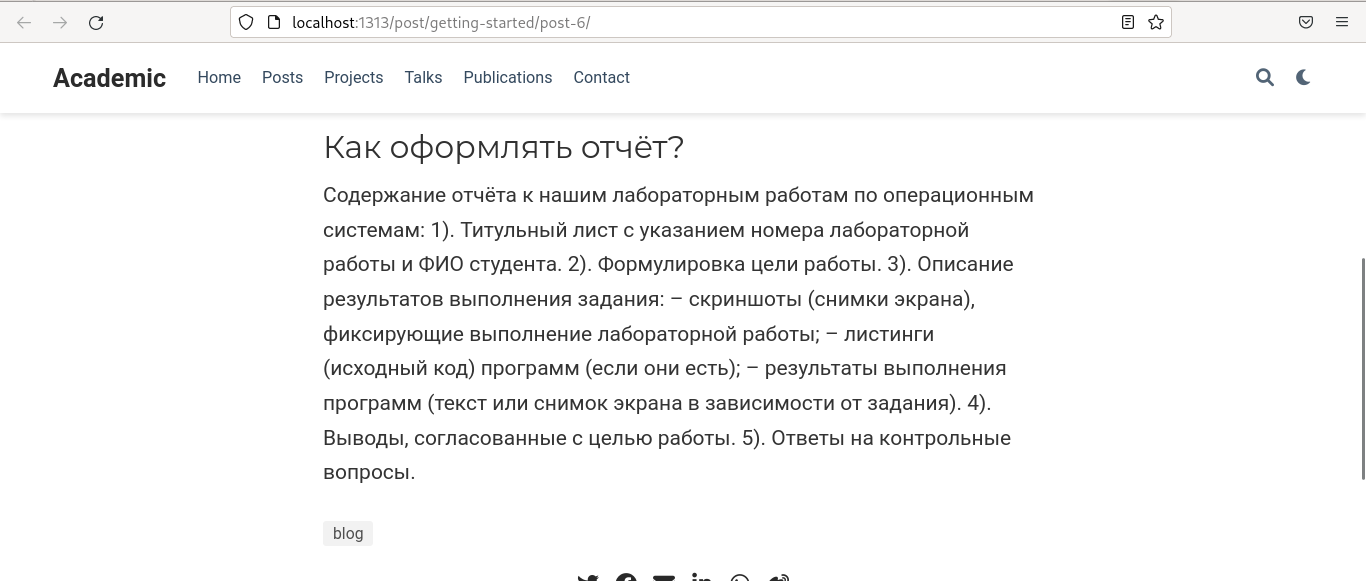 localhost:1313/post/getting-started/post-6/
Academic Home Posts Projects Talks Publications Contact
Как оформлять отчёт?
Содержание отчёта к нашим лабораторным работам по операционным
системам: 1). Титульный лист с указанием номера лабораторной
работы и ФИО студента. 2). Формулировка цели работы. 3). Описание
результатов выполнения задания: – скриншоты (снимки экрана),
фиксирующие выполнение лабораторной работы; – листинги
(исходный код) программ (если они есть); – результаты выполнения
программ (текст или снимок экрана в зависимости от задания). 4).
Выводы, согласованные с целью работы. 5). Ответы на контрольные
вопросы.
blog